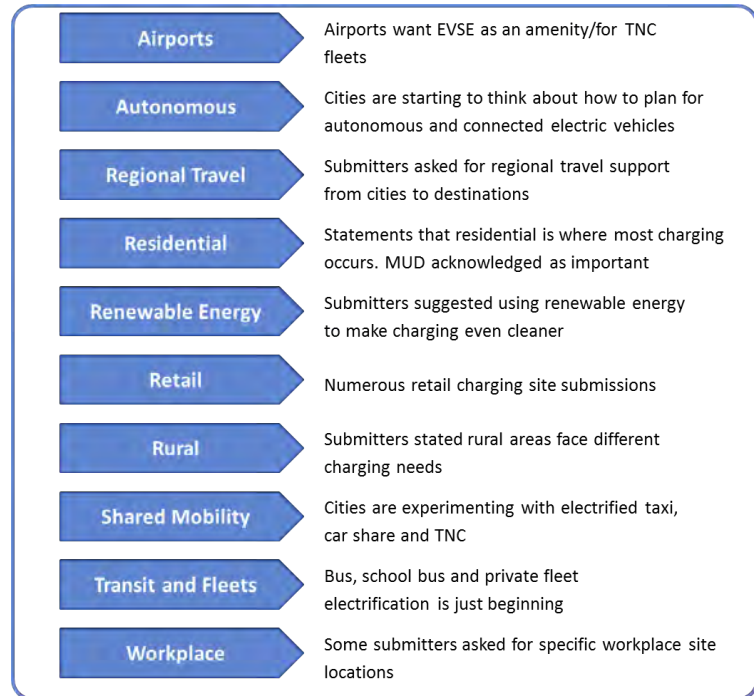 Airports
Airports want EVSE as an amenity/for TNC
fleets
Autonomous
Cities are starting to think about how to plan for
autonomous and connected electric vehicles
Regional Travel
Submitters asked for regional travel support
from cities to destinations
Residential
Statements that residential is where most charging
occurs. MUD acknowledged as important
Renewable Energy
Submitters suggested using renewable energy
to make charging even cleaner
Retail
Numerous retail charging site submissions
Rural
Submitters stated rural areas face different
charging needs
Shared Mobility
Cities are experimenting with electrified taxi,
car share and TNC
Transit and Fleets
Bus, school bus and private fleet
electrification is just beginning
Workplace
Some submitters asked for specific workplace site
locations